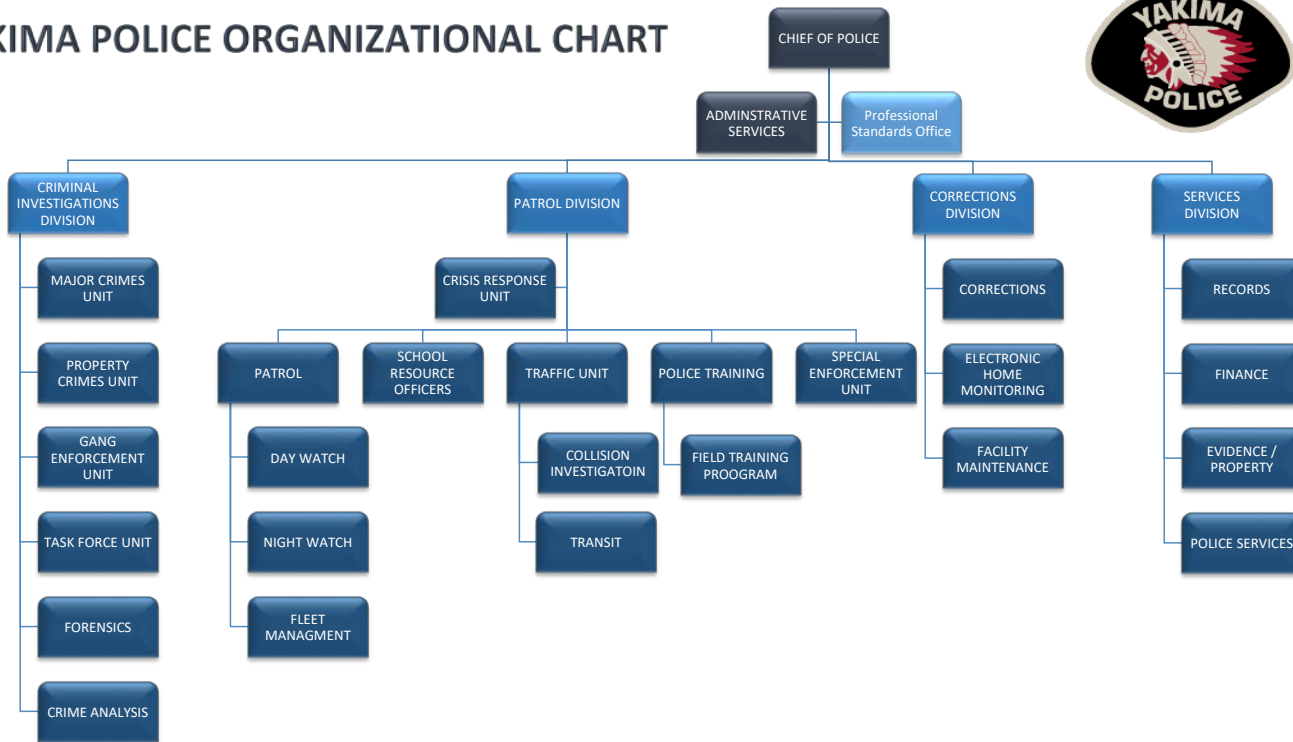 KIMA POLICE ORGANIZATIONAL CHART
YAKIMA
POLICE
CHIEF OF POLICE
ADMINSTRATIVE
SERVICES
Professional
Standards Office
CRIMINAL
INVESTIGATIONS
DIVISION
PATROL DIVISION
CORRECTIONS
DIVISION
SERVICES
DIVISION
MAJOR CRIMES
UNIT
PROPERTY
CRIMES UNIT
GANG
ENFORCEMENT
UNIT
TASK FORCE UNIT
FORENSICS
CRIME ANALYSIS
CRISIS RESPONSE
UNIT
PATROL
SCHOOL
RESOURCE
OFFICERS
TRAFFIC UNIT
POLICE TRAINING
SPECIAL
ENFORCEMENT
UNIT
DAY WATCH
NIGHT WATCH
FLEET
MANAGMENT
COLLISION
INVESTIGATOIN
TRANSIT
FIELD TRAINING
PROOGRAM
CORRECTIONS
ELECTRONIC
HOME
MONITORING
FACILITY
MAINTENANCE
RECORDS
FINANCE
EVIDENCE /
PROPERTY
POLICE SERVICES